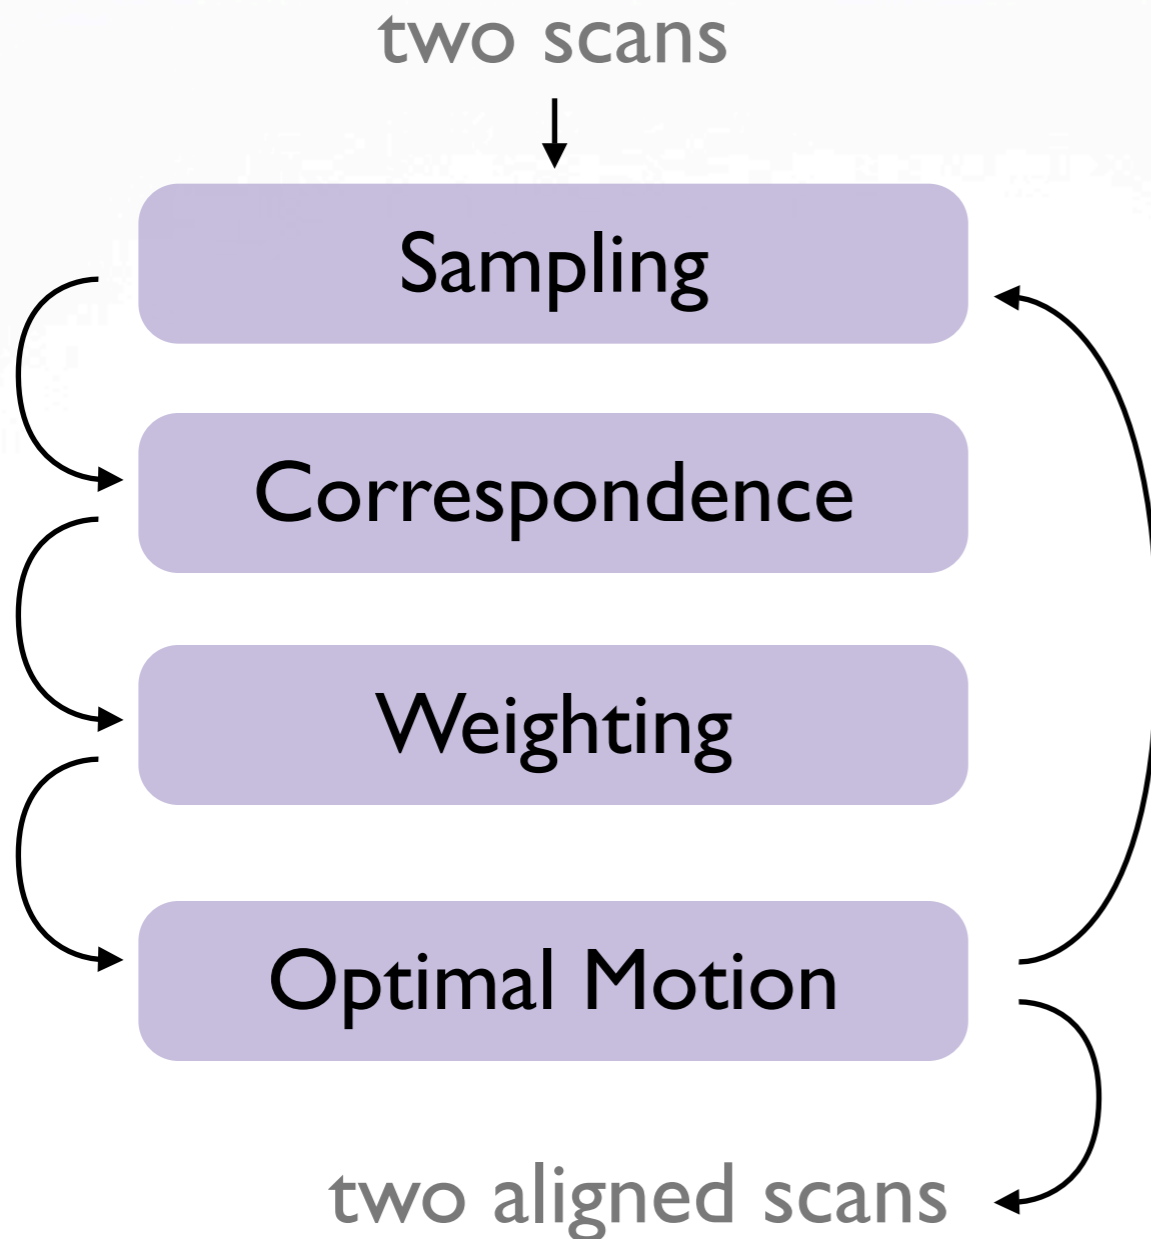 two scans
Sampling
Correspondence
Weighting
Optimal Motion
two aligned scans